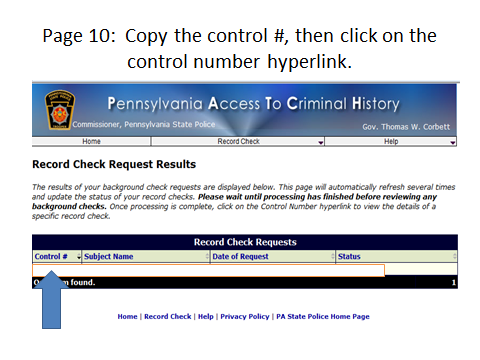 Page 10:  Copy the control #, then click on the
control number hyperlink.
Pennsylvania Access To Criminal History
Commissioner, Pennsylvania State Police
Gov. Thomas W. Corbett
Home Record Check Help
Record Check Request Results
The results of your background check requests are displayed below. This page will automatically refresh several times
and update the status of your record checks. Please wait until processing has finished before reviewing any
background checks. Once processing is complete, click on the Control Number hyperlink to view the details of a
specific record check.
Record Check Requests
Control # Subject Name Date of Request Status
found. 1
Home | Record Check | Help | Privacy Policy | PA State Police Home Page